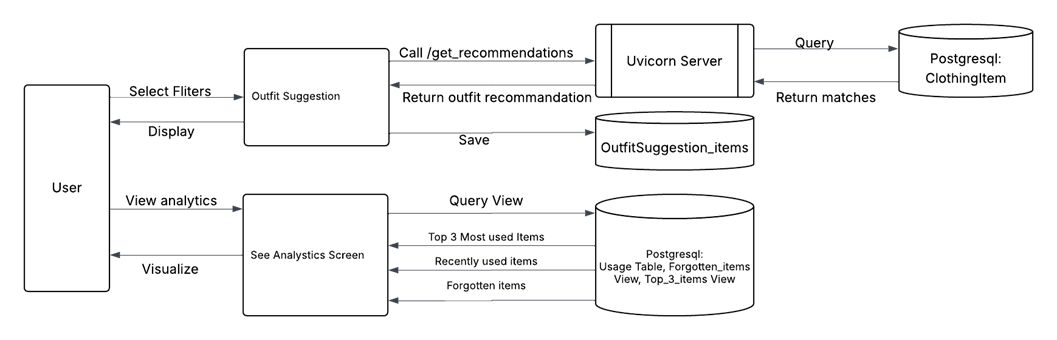 Call /get_recommendations
Uvicorn Server
Query
Postgresql:
ClothingItem
Select Fliters
Outfit Suggestion
Return outfit recommandation
Return matches
Display
Save
OutfitSuggestion_items
User
View analytics
Query View
See Analystics Screen
Top 3 Most used Items
Recently used items
Forgotten items
Postgresql:
Usage Table, Forgotten_items
View, Top_3_items View
Visualize